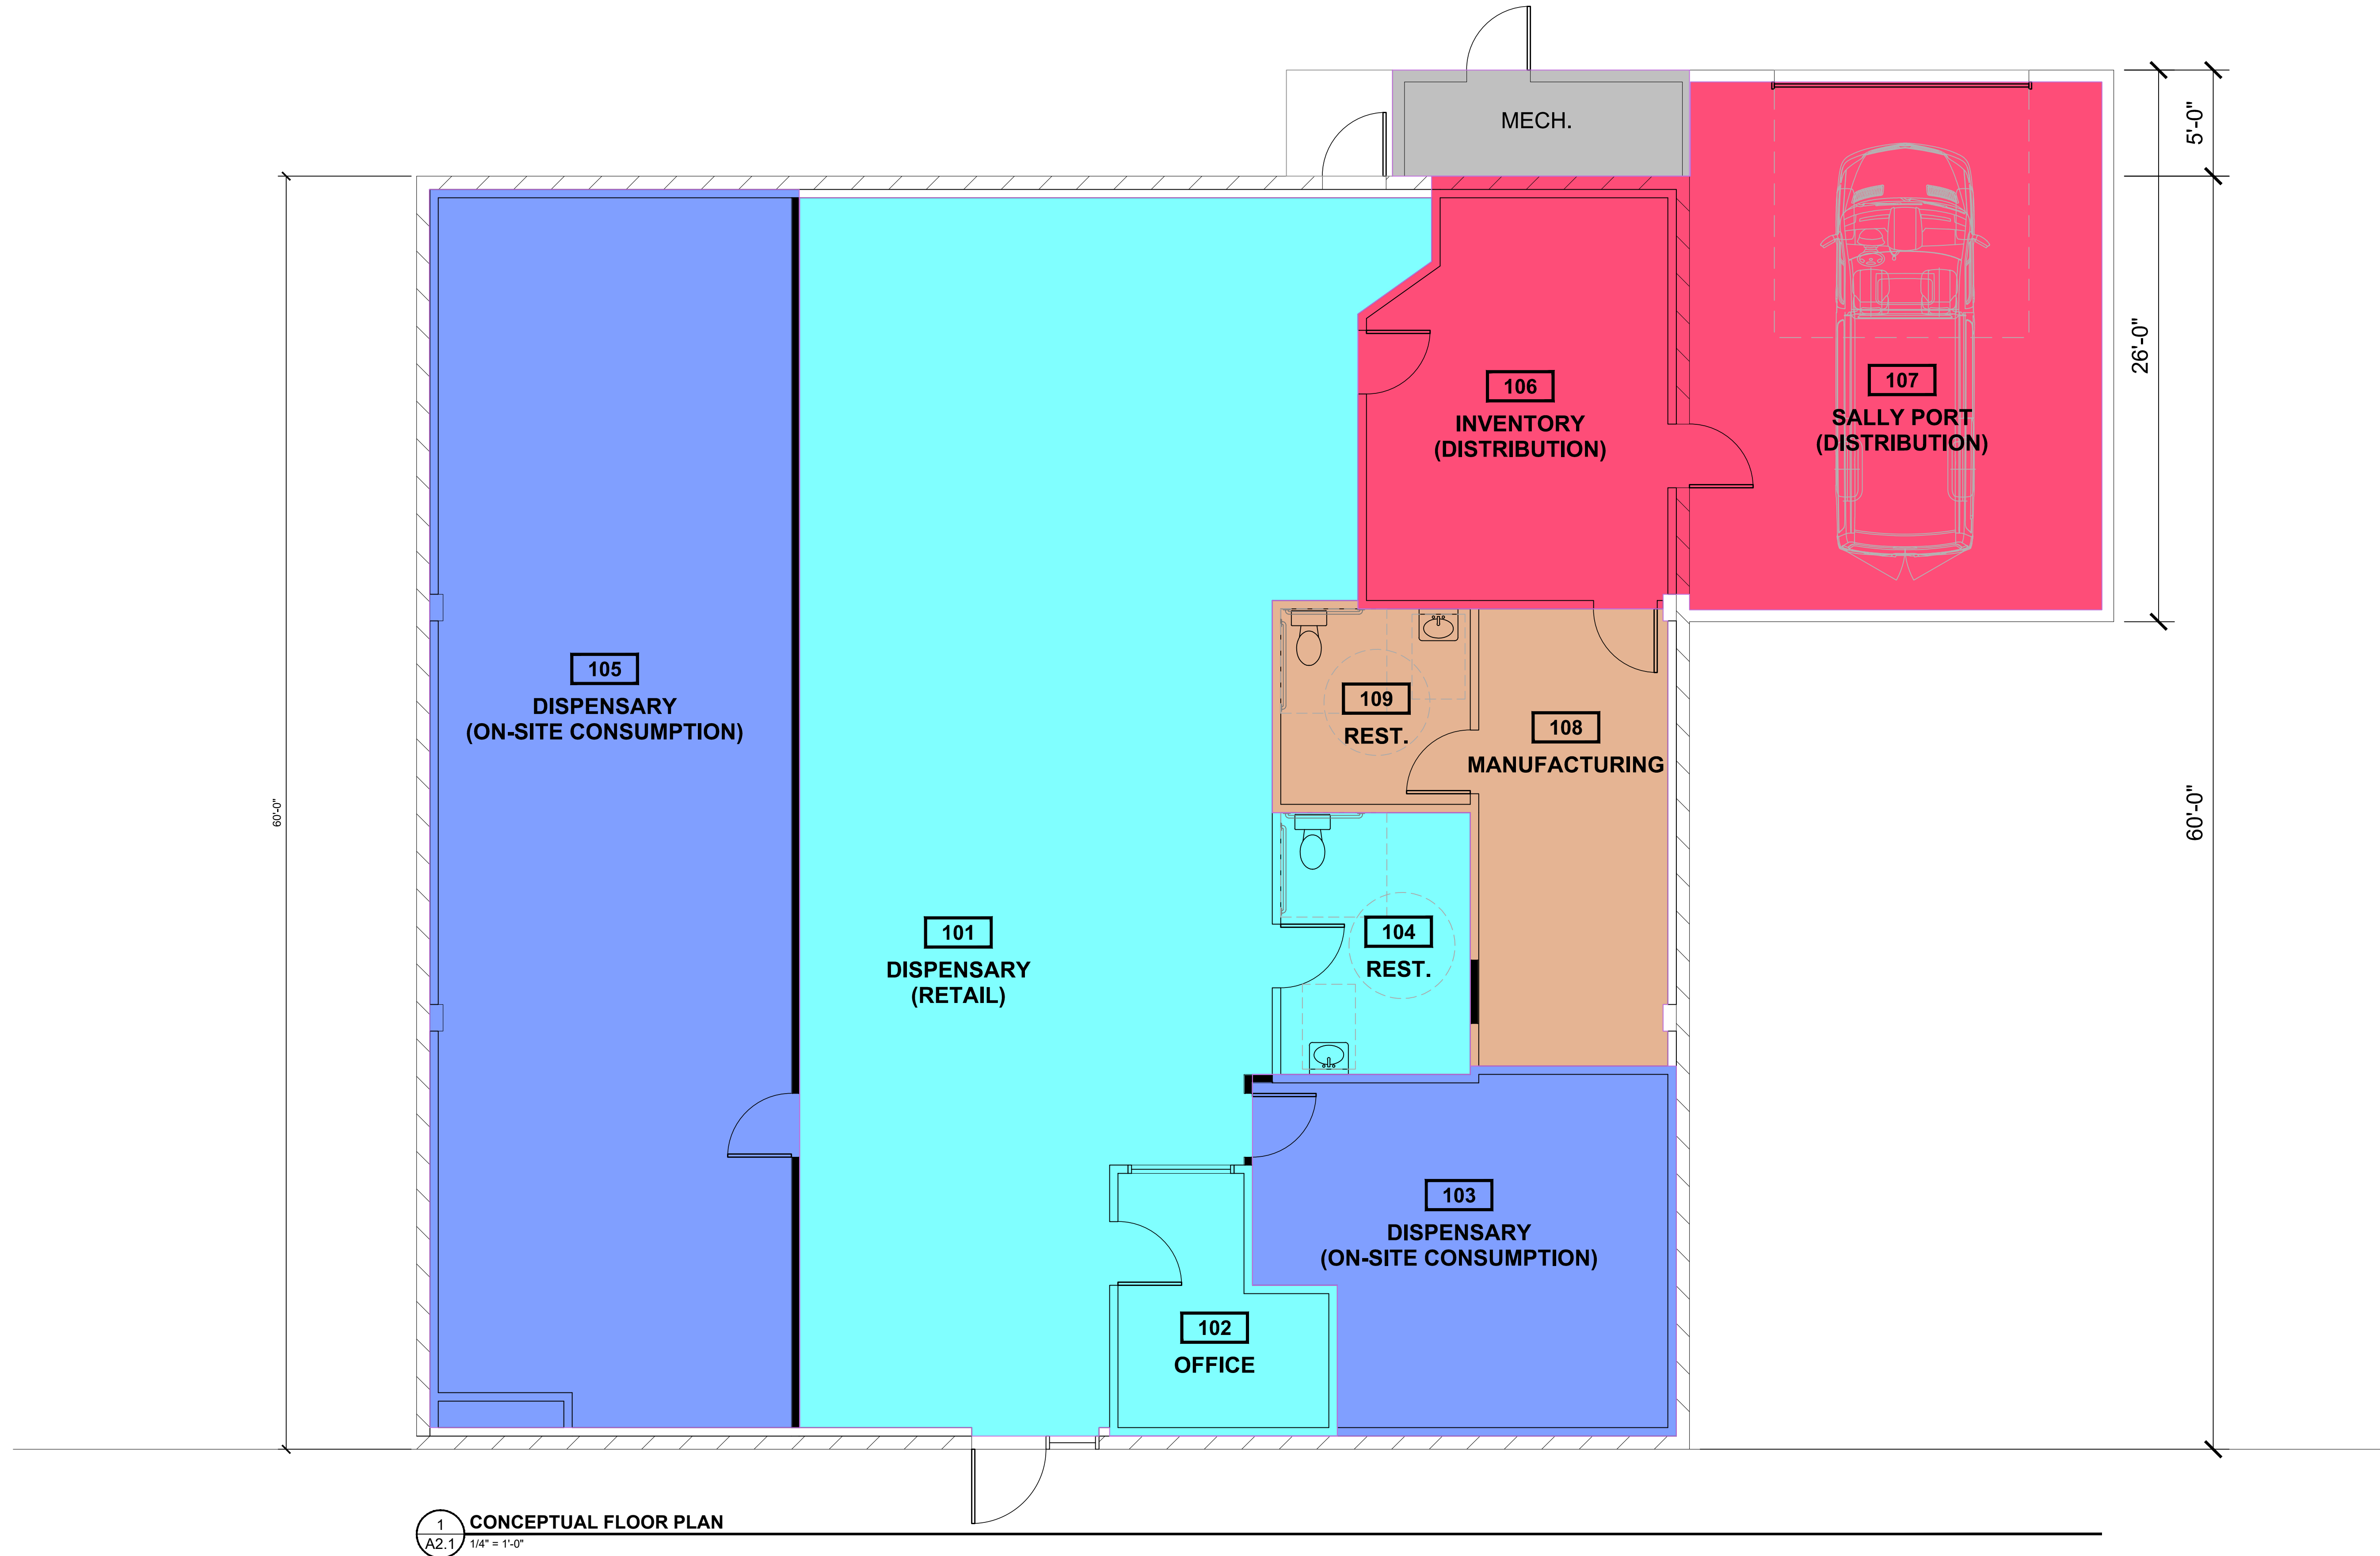 MECH.
5'-0"
26'-0"
106
INVENTORY
(DISTRIBUTION)
107
SALLY PORT
(DISTRIBUTION)
105
DISPENSARY
(ON-SITE CONSUMPTION)
109
REST.
108
MANUFACTURING
60'-0"
60'-0"
101
DISPENSARY
(RETAIL)
104
REST.
103
DISPENSARY
(ON-SITE CONSUMPTION)
102
OFFICE
1
A2.1
CONCEPTUAL FLOOR PLAN
1/4" = 1'-0"